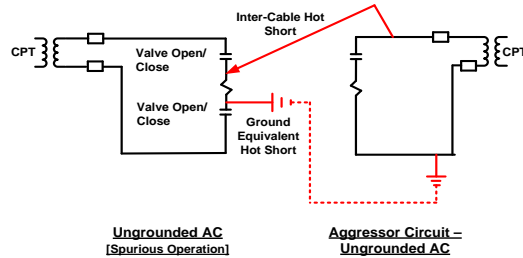 Inter-Cable Hot
Short
CPT
Valve Open/
Close
CPT
Valve Open/
Close
Ground
Equivalent
Hot Short
Ungrounded AC
[Spurious Operation]
Aggressor Circuit –
Ungrounded AC